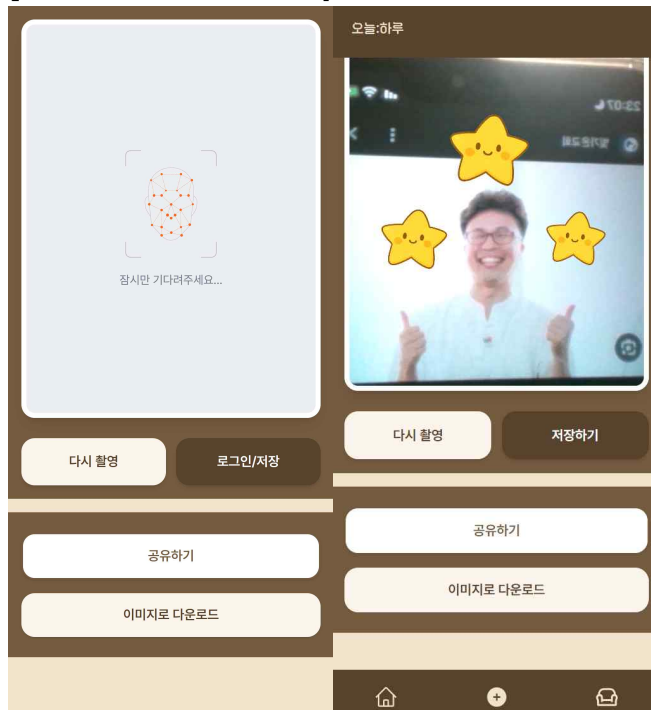 잠시만 기다려주세요...
다시 촬영
로그인/저장
공유하기
이미지로 다운로드
오늘:하루
23:07
다시 촬영
저장하기
공유하기
이미지로 다운로드